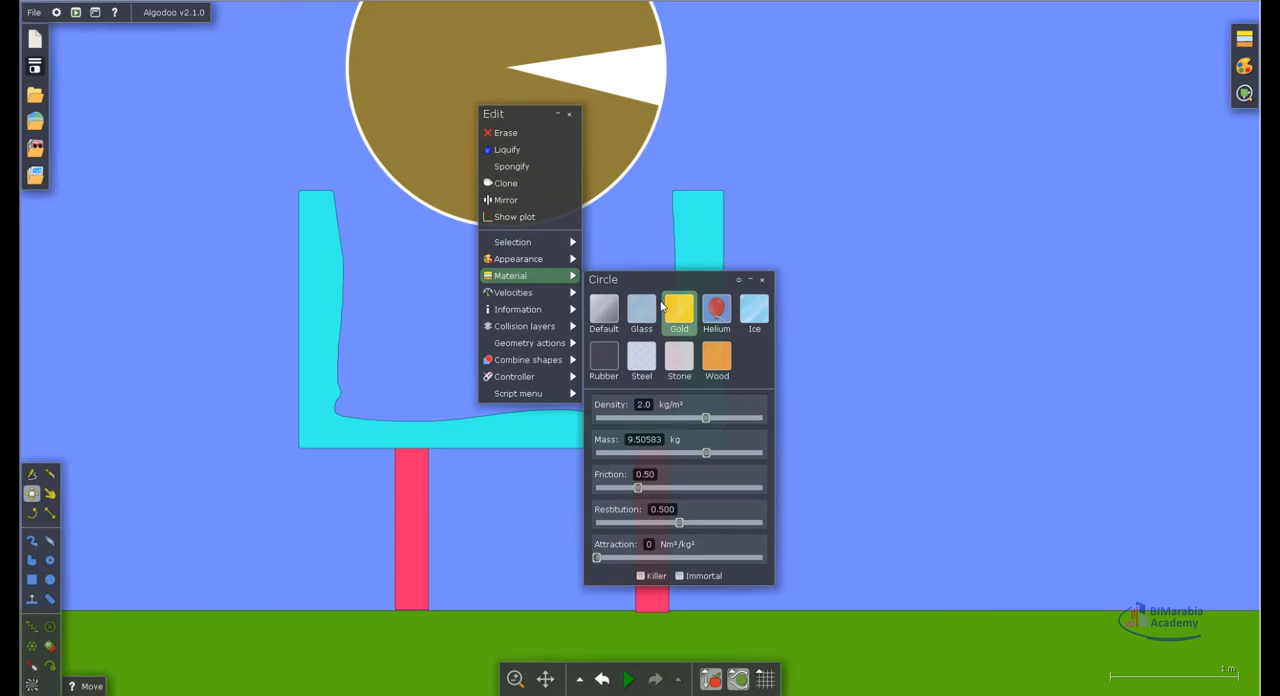 File
?
Algodoo v2.1.0
Edit
Erase
Liquify
Spongify
Clone
Mirror
Show plot
Selection
Appearance
Material
Velocities
Information
Collision layers
Geometry actions
Combine shapes
Controller
Script menu
Circle
Default Glass Gold Helium Ice
Rubber Steel Stone Wood
Density: 2.0 kg/m²
Mass: 9.50583 kg
Friction: 0.50
Restitution: 0.500
Attraction: 0 Nm²/kg²
Killer Immortal
BIMarabia
Academy
1 m
? Move